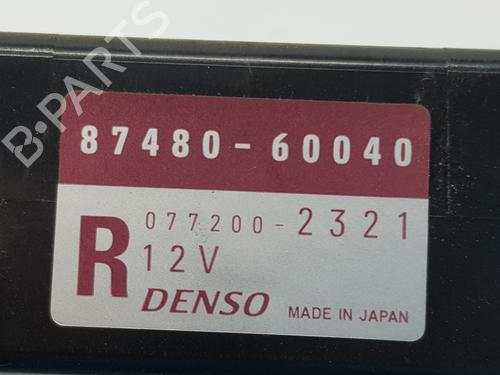 B-PARTS
87480-60040
077200-2321
R 12V
DENSO MADE IN JAPAN